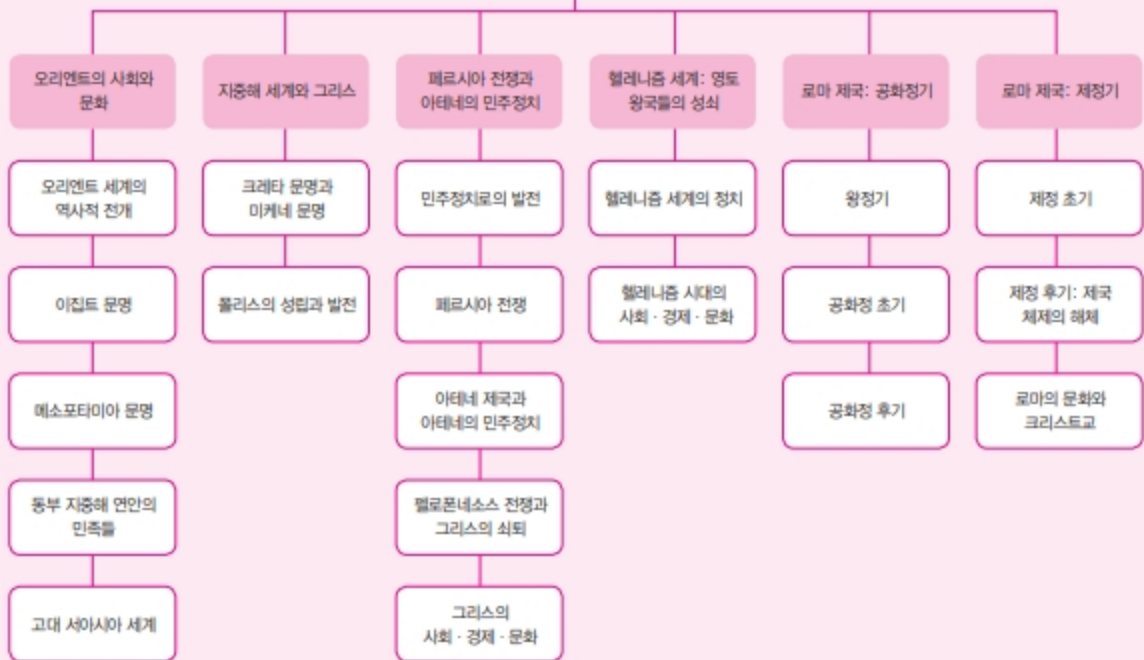 오리엔트의 사회와
문화
오리엔트 세계의
역사적 전개
이집트 문명
메소포타미아 문명
동부 지중해 연안의
민족들
고대 서아시아 세계
지중해 세계와 그리스
크레타 문명과
미케네 문명
폴리스의 성립과 발전
페르시아 전쟁과
아테네의 민주정치
민주정치로의 발전
페르시아 전쟁
아테네 제국과
아테네의 민주정치
펠로폰네소스 전쟁과
그리스의 쇠퇴
그리스의
사회 · 경제 · 문화
헬레니즘 세계: 영토
왕국들의 성쇠
헬레니즘 세계의 정치
헬레니즘 시대의
사회 · 경제 · 문화
로마 제국: 공화정기
왕정기
공화정 초기
공화정 후기
로마 제국: 제정기
제정 초기
제정 후기: 제국
체제의 해체
로마의 문화와
크리스트교